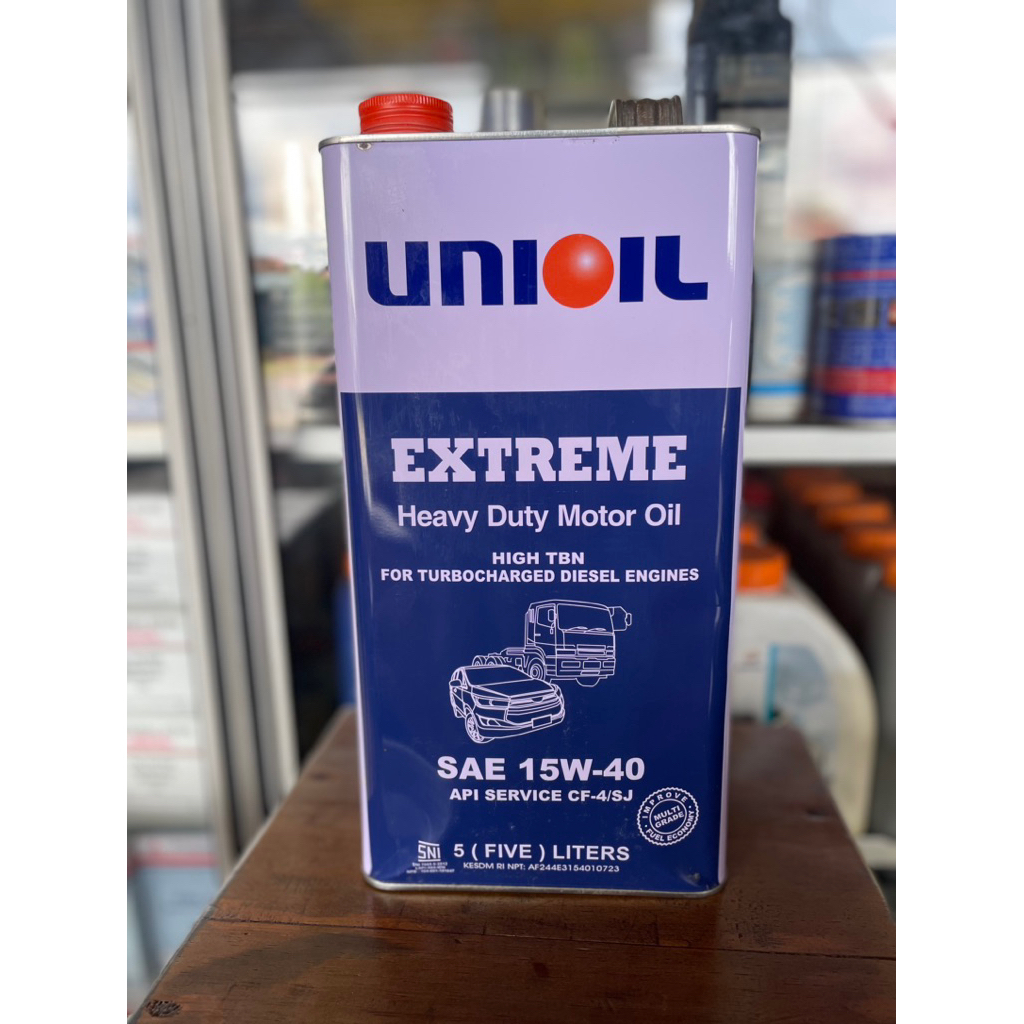 UNIOIL
EXTREME
Heavy Duty Motor Oil
HIGH TBN
FOR TURBOCHARGED DIESEL ENGINES
SAE 15W-40
API SERVICE CF-4/SJ
IMPROVE
MULTI
GRADE
FUEL ECONOMY
SNI
5 ( FIVE ) LITERS
KESDM RI NPT: AF244E3154010723